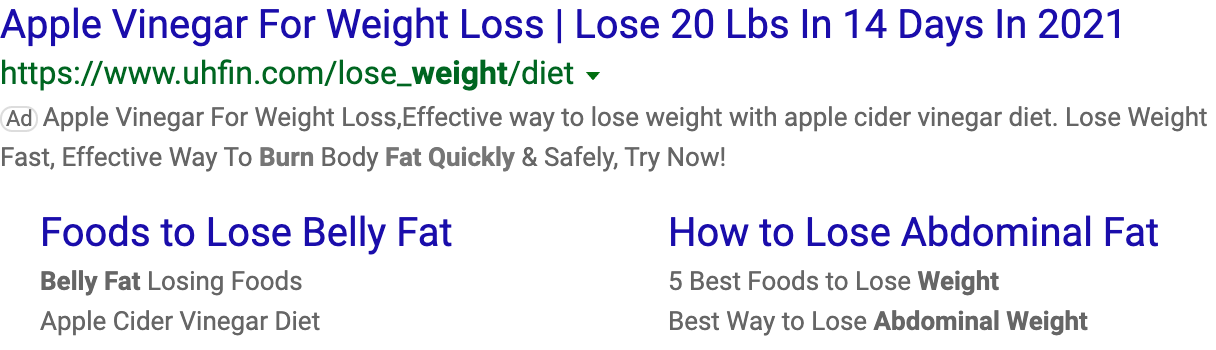 Apple Vinegar For Weight Loss | Lose 20 Lbs In 14 Days In 2021
https://www.uhfin.com/lose_weight/diet
Ad Apple Vinegar For Weight Loss,Effective way to lose weight with apple cider vinegar diet. Lose Weight
Fast, Effective Way To Burn Body Fat Quickly & Safely, Try Now!
Foods to Lose Belly Fat
Belly Fat Losing Foods
Apple Cider Vinegar Diet
How to Lose Abdominal Fat
5 Best Foods to Lose Weight
Best Way to Lose Abdominal Weight